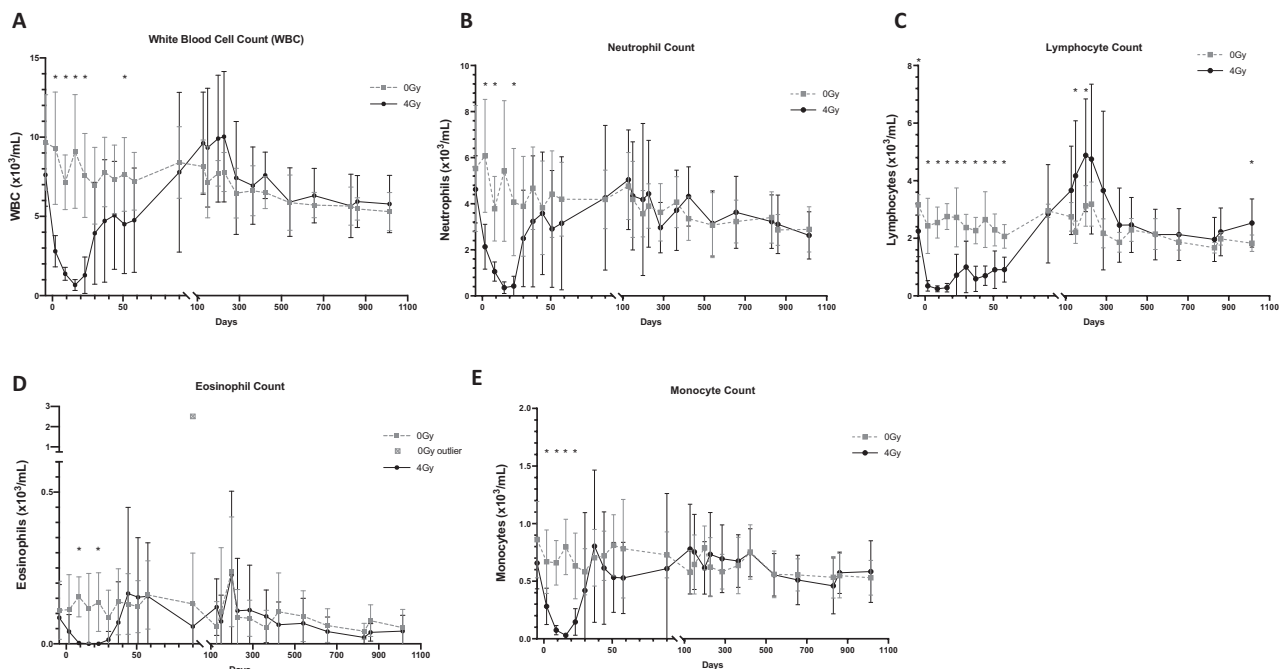 A
White Blood Cell Count (WBC)
15
10
5
0
WBC (x10³/mL)
* * * * *
0Gy
4Gy
0 50 100 300 500 700 900 1100
Days
B
Neutrophil Count
10
8
6
4
2
0
Neutrophils (x10³/mL)
* * *
0Gy
4Gy
0 50 100 300 500 700 900 1100
Days
C
Lymphocyte Count
8
6
4
2
0
Lymphocytes (x10³/mL)
*
* *
* * * * * * * * * *
0Gy
4Gy
0 50 100 300 500 700 900 1100
Days
D
Eosinophil Count
3
2
1
0.5
0.0
Eosinophils (x10³/mL)
* *
0Gy
0Gy outlier
4Gy
0 50 100 300 500 700 900 1100
Days
E
Monocyte Count
2.0
1.5
1.0
0.5
0.0
Monocytes (x10³/mL)
* * * *
0Gy
4Gy
0 50 100 300 500 700 900 1100
Days